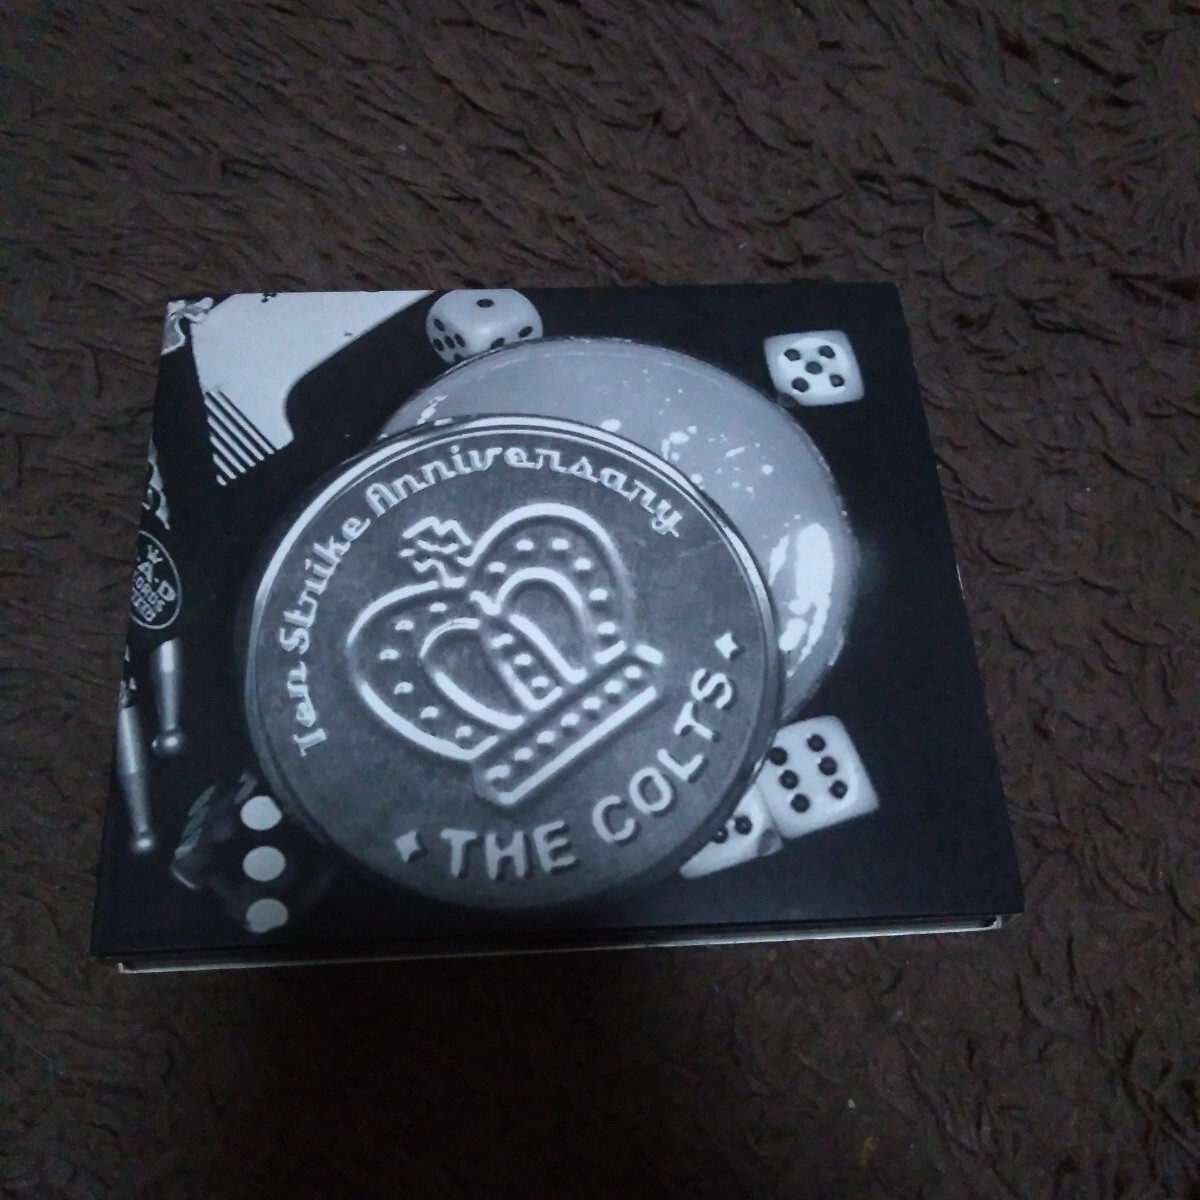 Ten Strike Anniversary
THE COLTS